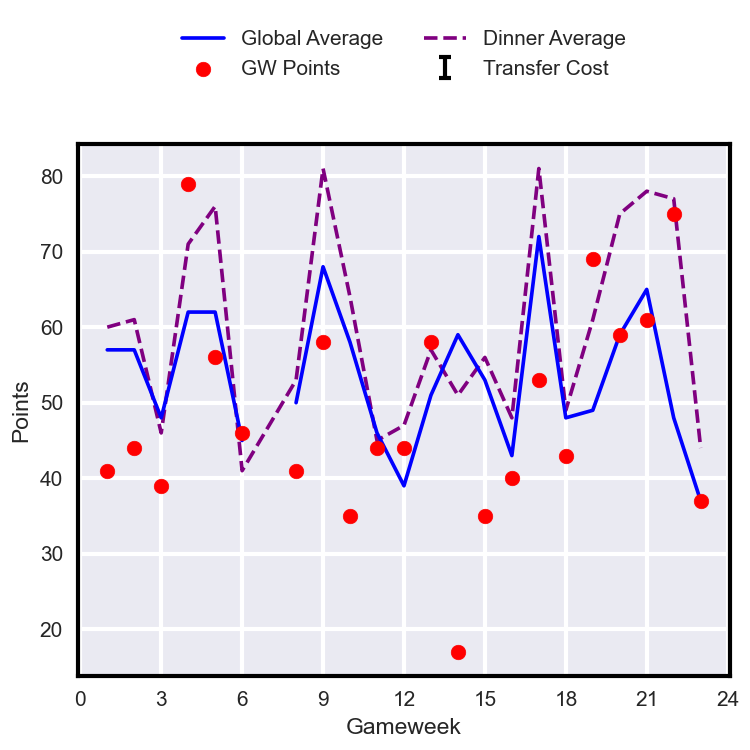 Global Average
Dinner Average
GW Points
Transfer Cost
80
70
60
50
40
30
20
Points
0 3 6 9 12 15 18 21 24
Gameweek